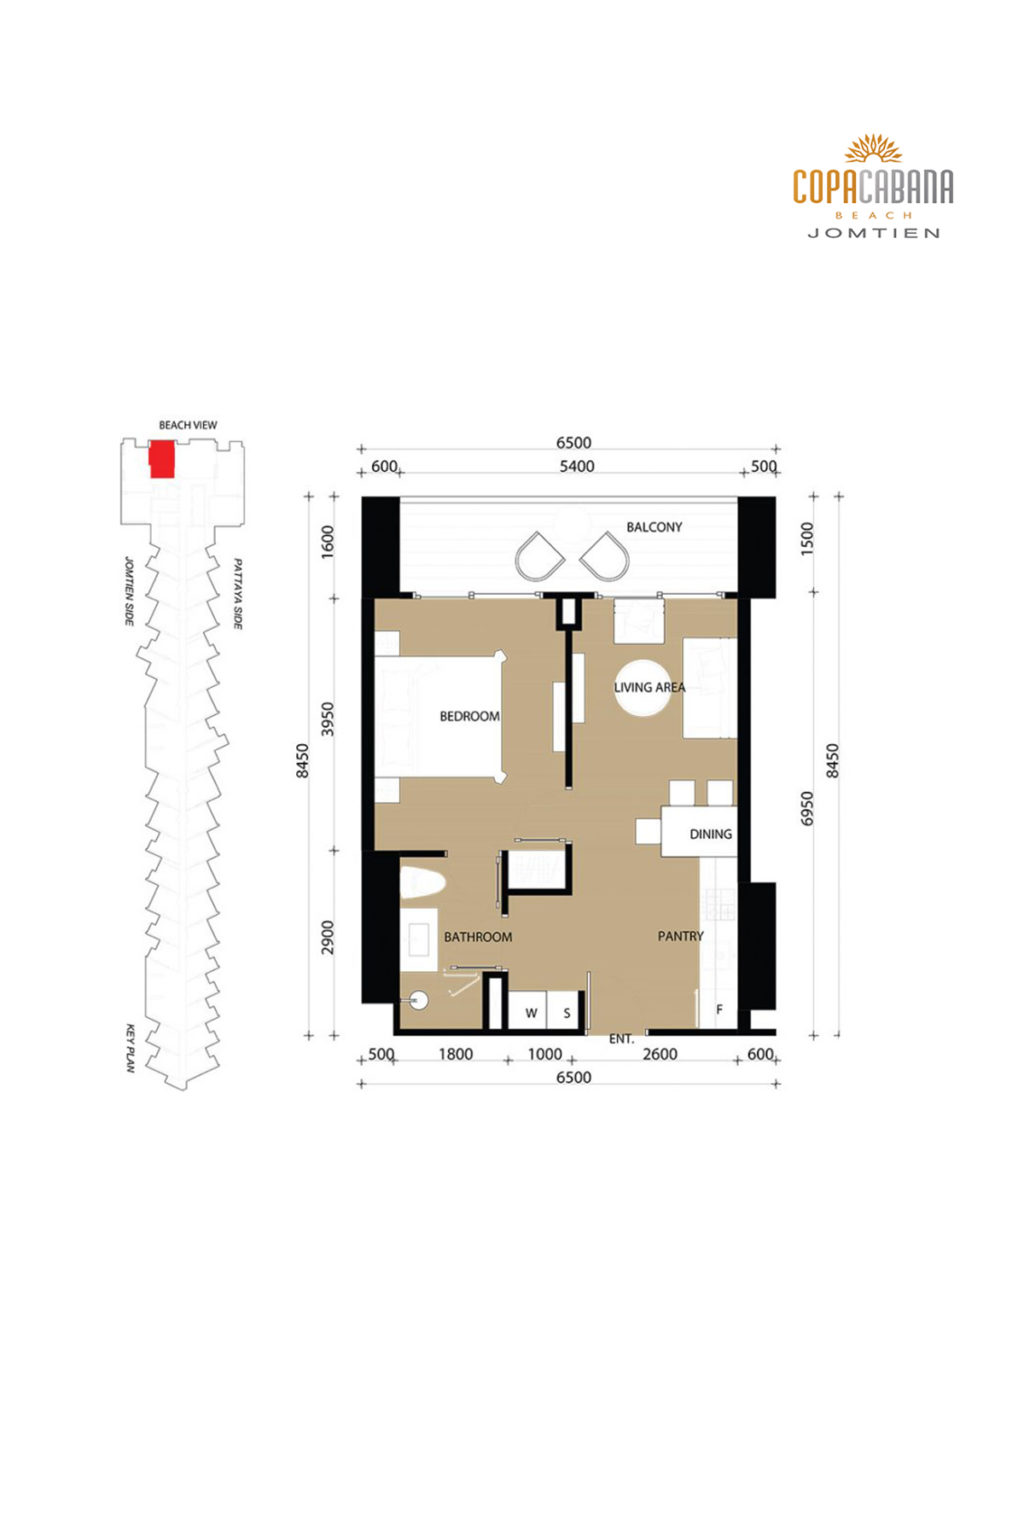 COPACABANA
BEACH
JOMTIEN
BEACH VIEW
JOMTIEN SIDE
PATTAYA SIDE
KEY PLAN
6500
600 5400 500
1600
3950
2900
8450
1500
6950
8450
BALCONY
LIVING AREA
BEDROOM
DINING
BATHROOM
PANTRY
W S
F
ENT.
500 1800 1000 2600 600
6500